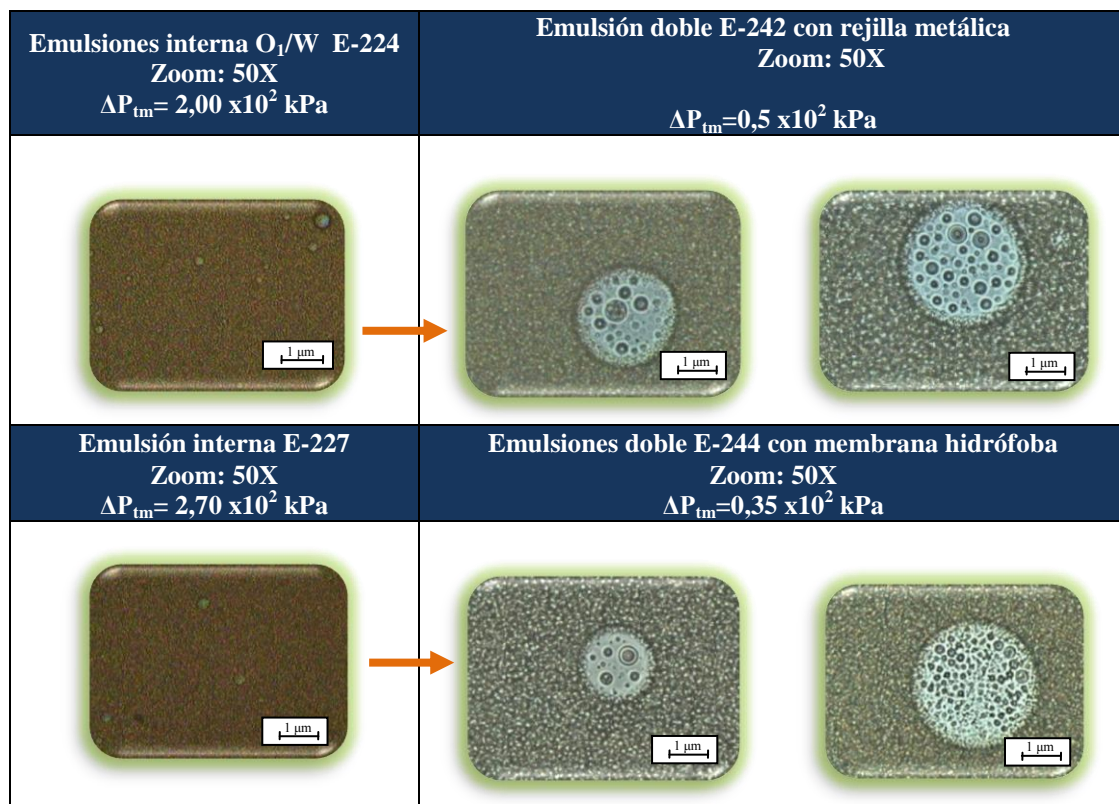 Emulsiones interna O₁/W E-224
Zoom: 50X
ΔPₜₘ= 2,00 x10² kPa
Emulsión doble E-242 con rejilla metálica
Zoom: 50X
ΔPₜₘ=0,5 x10² kPa
1 µm
1 µm
1 µm
Emulsión interna E-227
Zoom: 50X
ΔPₜₘ= 2,70 x10² kPa
Emulsiones doble E-244 con membrana hidrófoba
Zoom: 50X
ΔPₜₘ=0,35 x10² kPa
1 µm
1 µm
1 µm